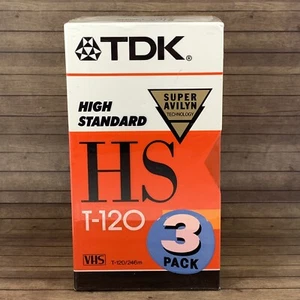 TDK®
SUPER
AVILYN
TECHNOLOGY
HIGH
STANDARD
HS
T-120
3
PACK
VHS
T-120/246m